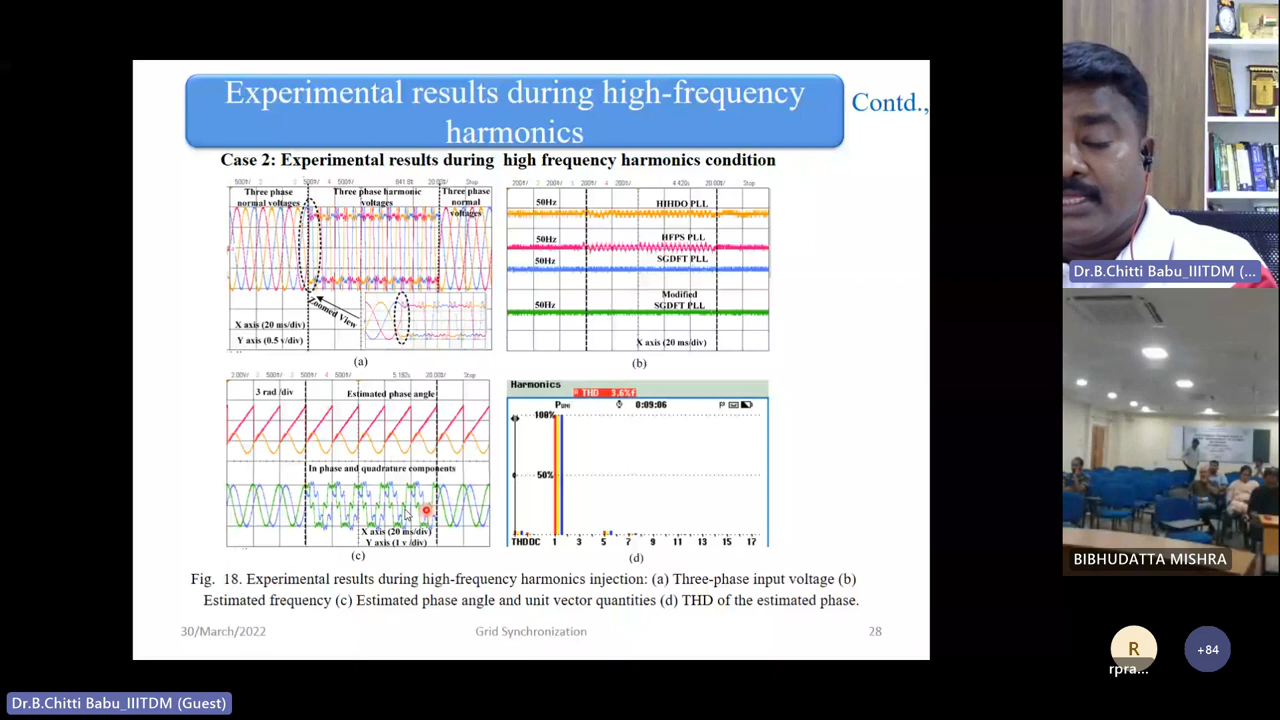 Experimental results during high-frequency
harmonics
Contd.,
Case 2: Experimental results during high frequency harmonics condition
Three phase
normal voltages
Three phase harmonic
voltages
Three phase
normal
voltages
Zoomed View
X axis (20 ms/div)
Y axis (0.5 v/div)
(a)
50Hz
HIHDO PLL
50Hz
HFPS PLL
50Hz
SGDFT PLL
50Hz
Modified
SGDFT PLL
X axis (20 ms/div)
(b)
3 rad /div
Estimated phase angle
In phase and quadrature components
X axis (20 ms/div)
Y axis (1 v /div)
(c)
Harmonics
THD 3.6%f
0:09:06
100%
50%
THDDC 1 3 5 7 9 11 13 15 17
(d)
Fig. 18. Experimental results during high-frequency harmonics injection: (a) Three-phase input voltage (b)
Estimated frequency (c) Estimated phase angle and unit vector quantities (d) THD of the estimated phase.
30/March/2022
Grid Synchronization
28
Dr.B.Chitti Babu_IIITDM (...
BIBHUDATTA MISHRA
R
+84
rpra...
Dr.B.Chitti Babu_IIITDM (Guest)